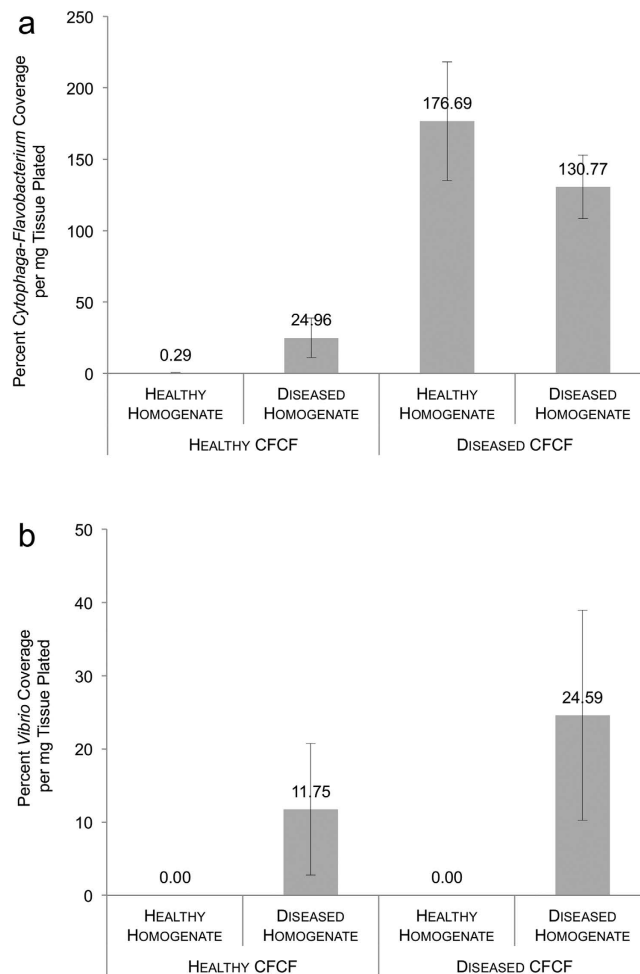 a
Percent Cytophaga-Flavobacterium Coverage
per mg Tissue Plated
250
200
150
100
50
0
0.29
24.96
176.69
130.77
HEALTHY HOMOGENATE
DISEASED HOMOGENATE
HEALTHY HOMOGENATE
DISEASED HOMOGENATE
HEALTHY CFCF
DISEASED CFCF
b
Percent Vibrio Coverage
per mg Tissue Plated
50
40
30
20
10
0
0.00
11.75
0.00
24.59
HEALTHY HOMOGENATE
DISEASED HOMOGENATE
HEALTHY HOMOGENATE
DISEASED HOMOGENATE
HEALTHY CFCF
DISEASED CFCF